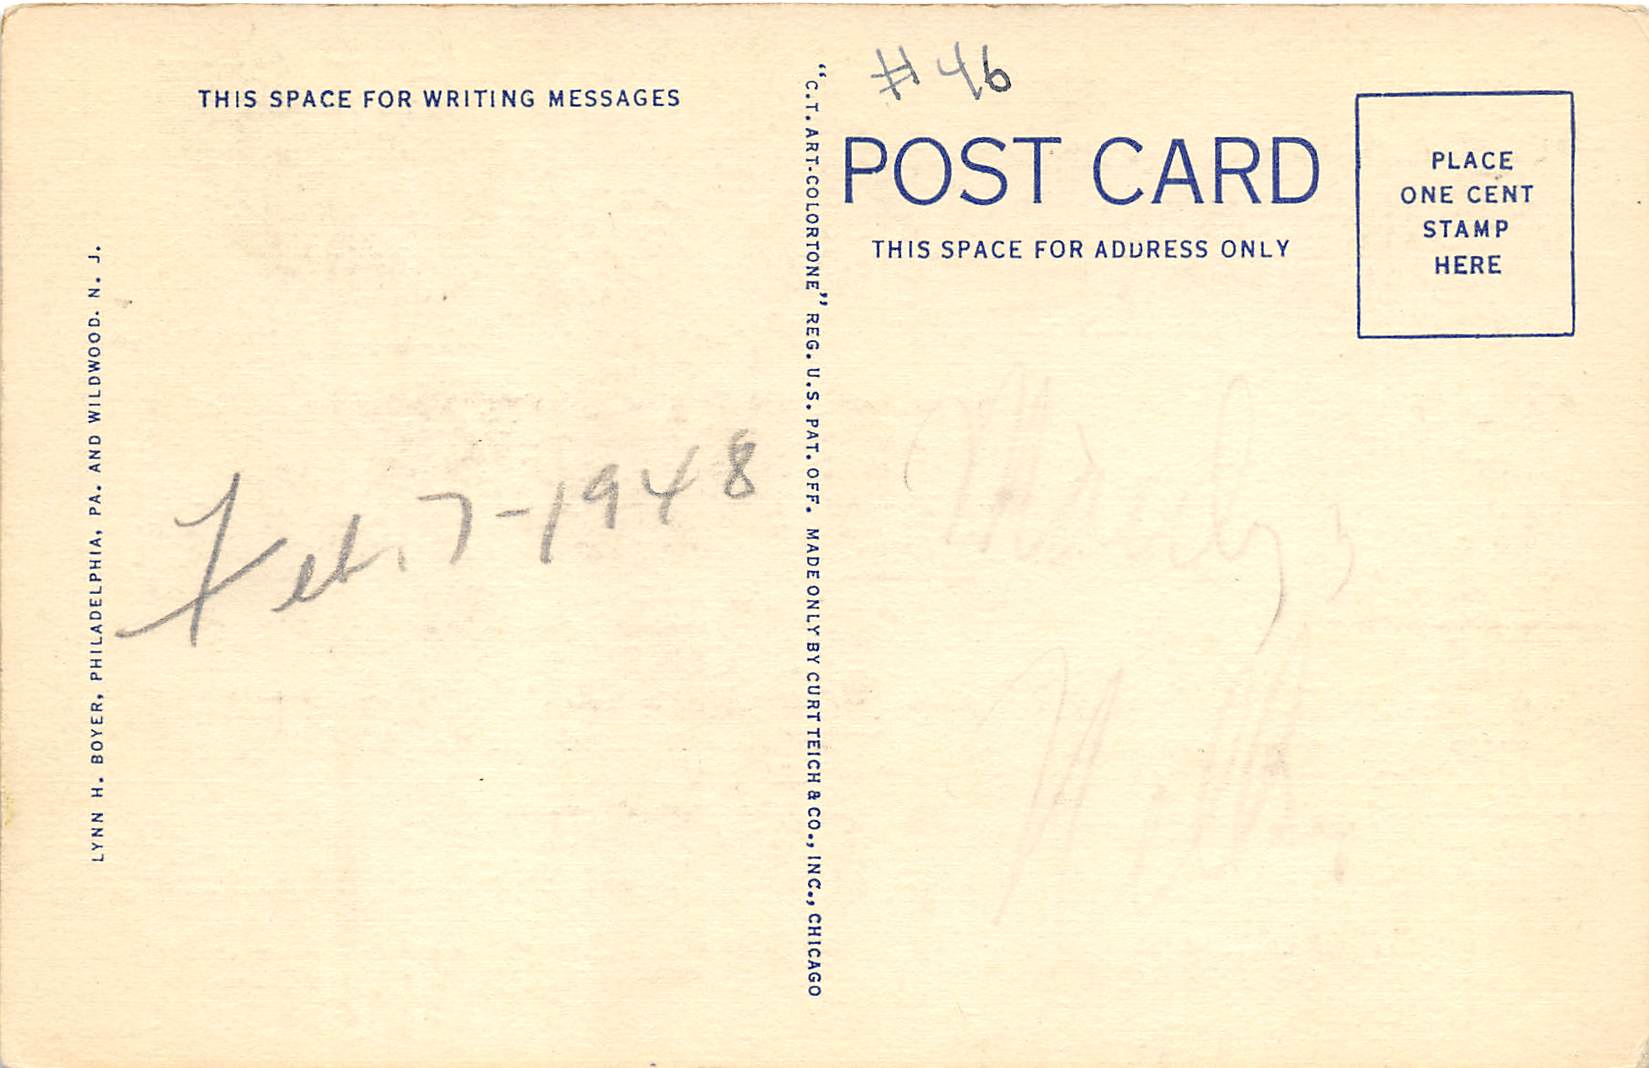 THIS SPACE FOR WRITING MESSAGES
LYNN H. BOYER, PHILADELPHIA, PA. AND WILDWOOD. N. J.
Feb. 7-1948
"C.T. ART-COLORTONE" REG. U.S. PAT. OFF. MADE ONLY BY CURT TEICH & CO., INC., CHICAGO
# 46
POST CARD
THIS SPACE FOR ADDRESS ONLY
PLACE
ONE CENT
STAMP
HERE